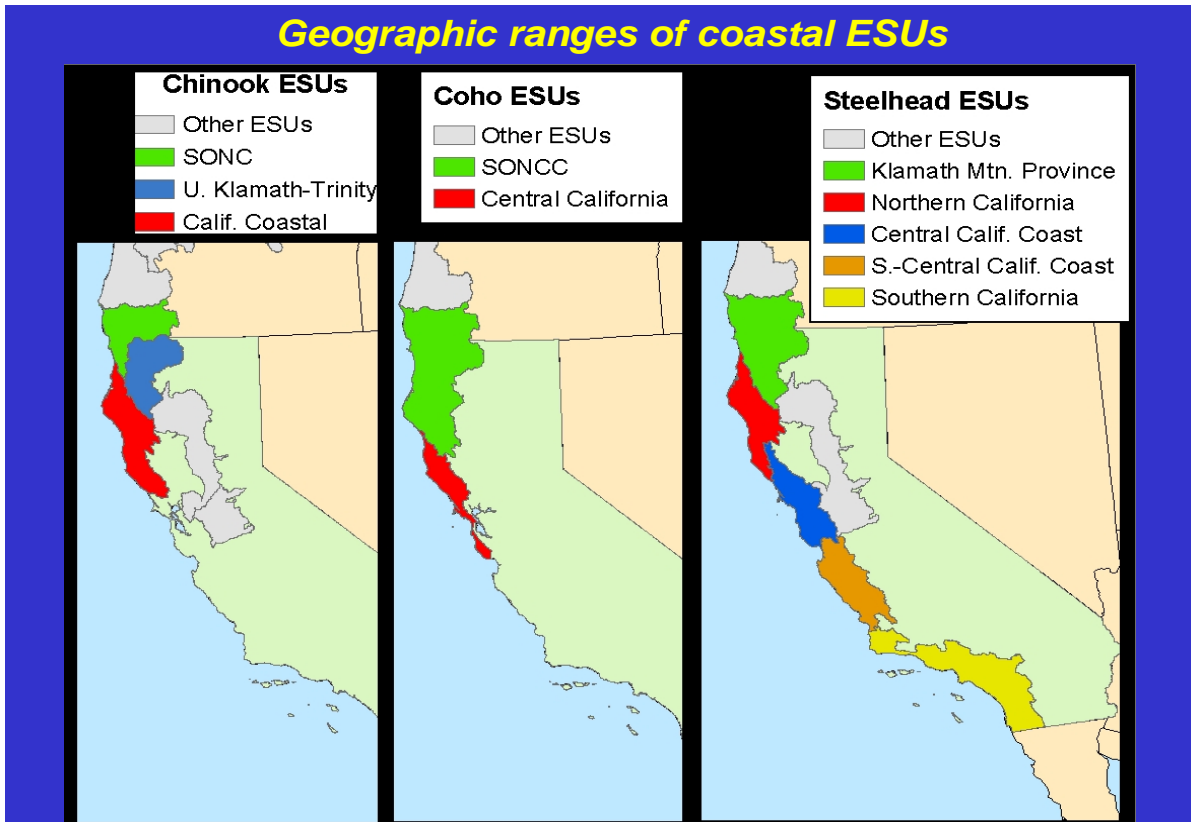 Geographic ranges of coastal ESUs
Chinook ESUs
Other ESUs
SONC
U. Klamath-Trinity
Calif. Coastal
Coho ESUs
Other ESUs
SONCC
Central California
Steelhead ESUs
Other ESUs
Klamath Mtn. Province
Northern California
Central Calif. Coast
S.-Central Calif. Coast
Southern California